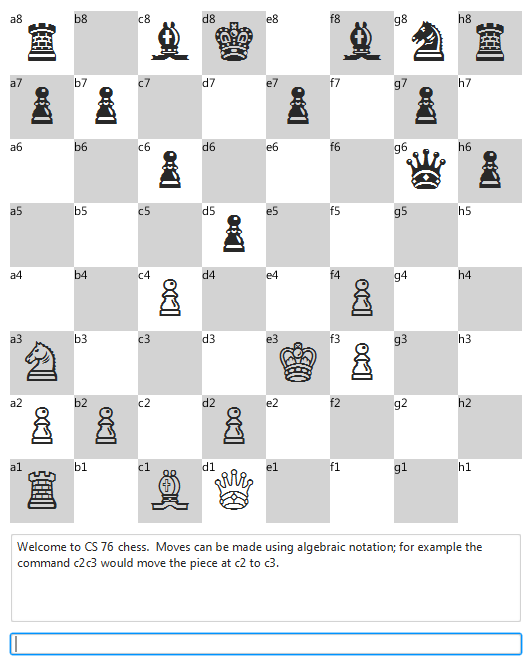 a8 b8 c8 d8 e8 f8 g8 h8
a7 b7 c7 d7 e7 f7 g7 h7
a6 b6 c6 d6 e6 f6 g6 h6
a5 b5 c5 d5 e5 f5 g5 h5
a4 b4 c4 d4 e4 f4 g4 h4
a3 b3 c3 d3 e3 f3 g3 h3
a2 b2 c2 d2 e2 f2 g2 h2
a1 b1 c1 d1 e1 f1 g1 h1
Welcome to CS 76 chess.  Moves can be made using algebraic notation; for example the
command c2c3 would move the piece at c2 to c3.